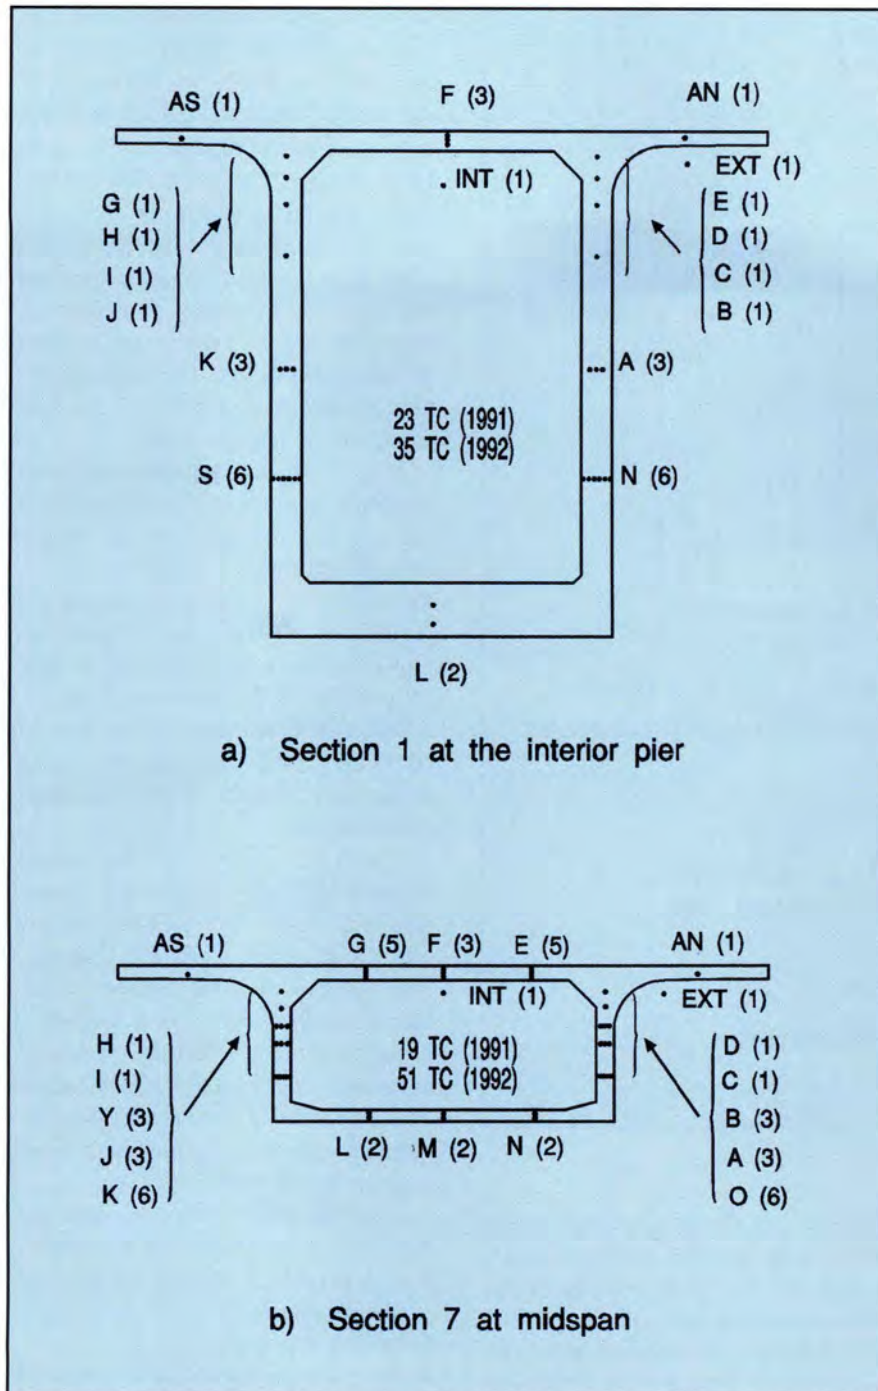 AS (1)
F (3)
AN (1)
INT (1)
EXT (1)
G (1)
H (1)
I (1)
J (1)
E (1)
D (1)
C (1)
B (1)
K (3)
A (3)
23 TC (1991)
35 TC (1992)
S (6)
N (6)
L (2)
a) Section 1 at the interior pier
AS (1)
G (5)
F (3)
E (5)
AN (1)
INT (1)
EXT (1)
H (1)
I (1)
Y (3)
J (3)
K (6)
19 TC (1991)
51 TC (1992)
D (1)
C (1)
B (3)
A (3)
O (6)
L (2)
M (2)
N (2)
b) Section 7 at midspan